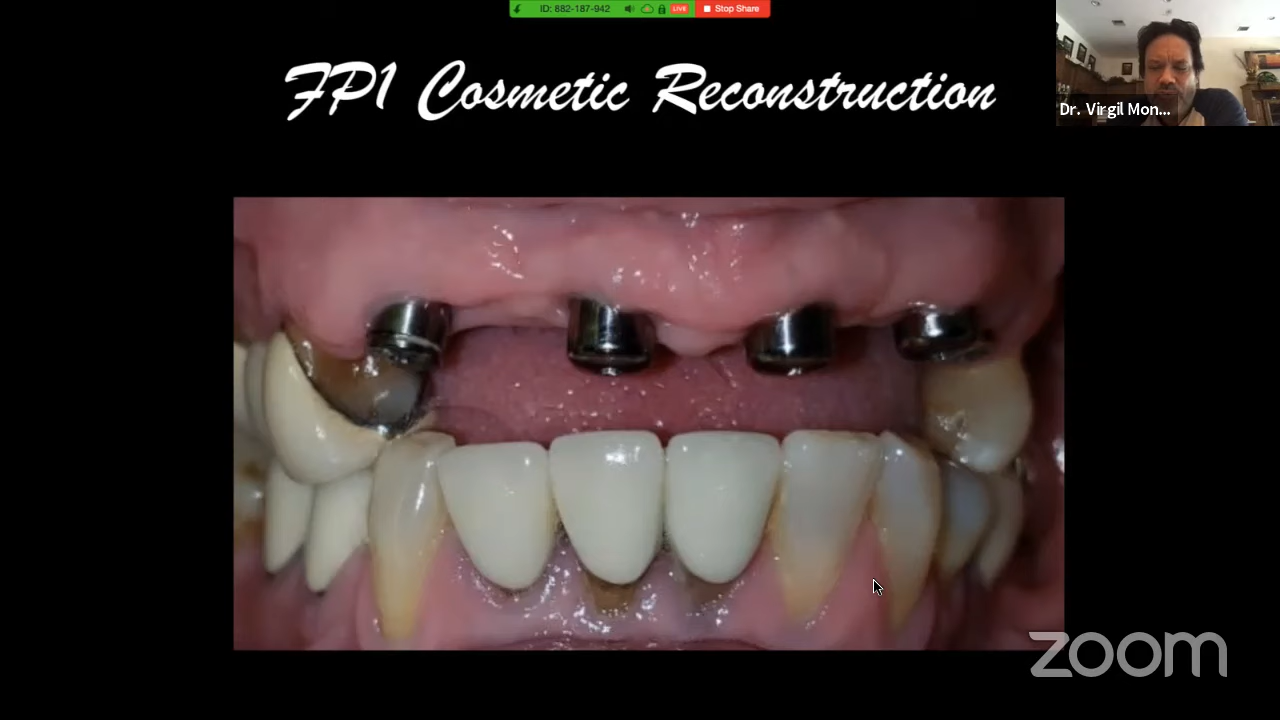 ID: 882-187-942 LIVE Stop Share
FP1 Cosmetic Reconstruction
Dr. Virgil Mon...
zoom